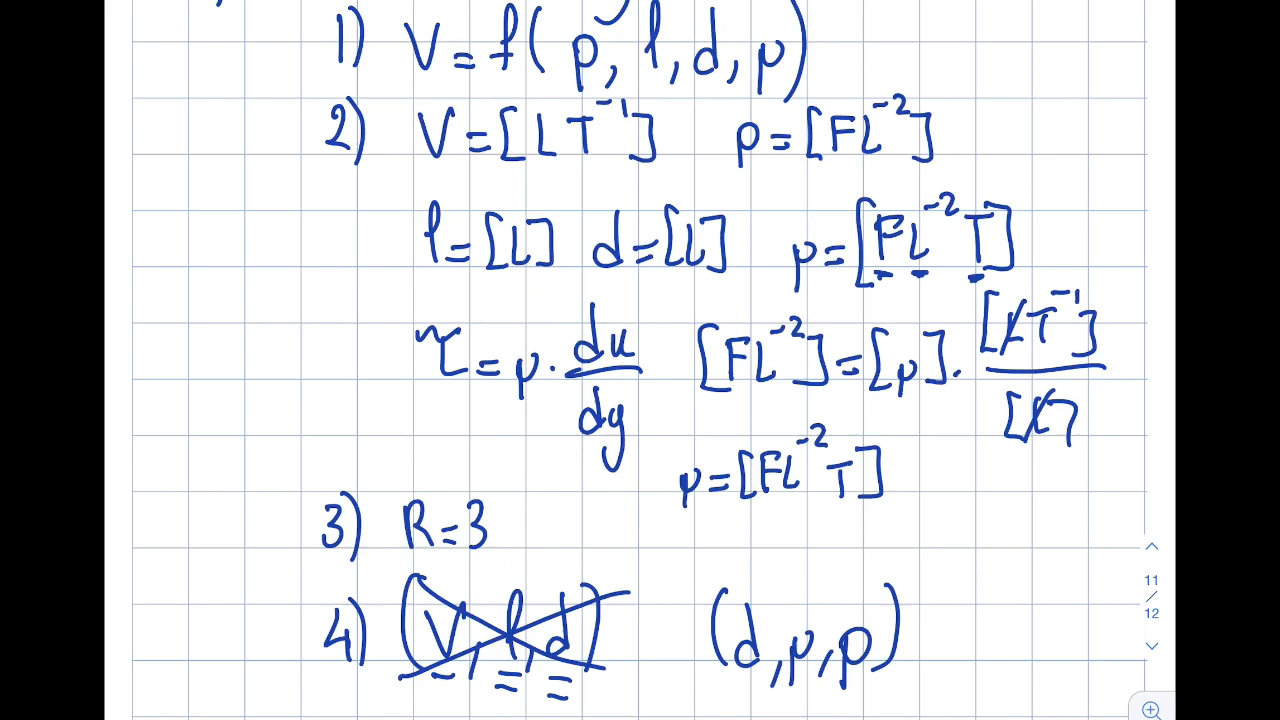 1) V = f(p, l, d, μ)
2) V = [LT⁻¹] p = [FL⁻²]
l = [L] d = [L] μ = [FL⁻²T]
τ = μ · du/dy [FL⁻²] = [μ] · [LT⁻¹]/[L]
μ = [FL⁻²T]
3) R = 3
4) (V, l, d) (d, μ, p)
11
/
12